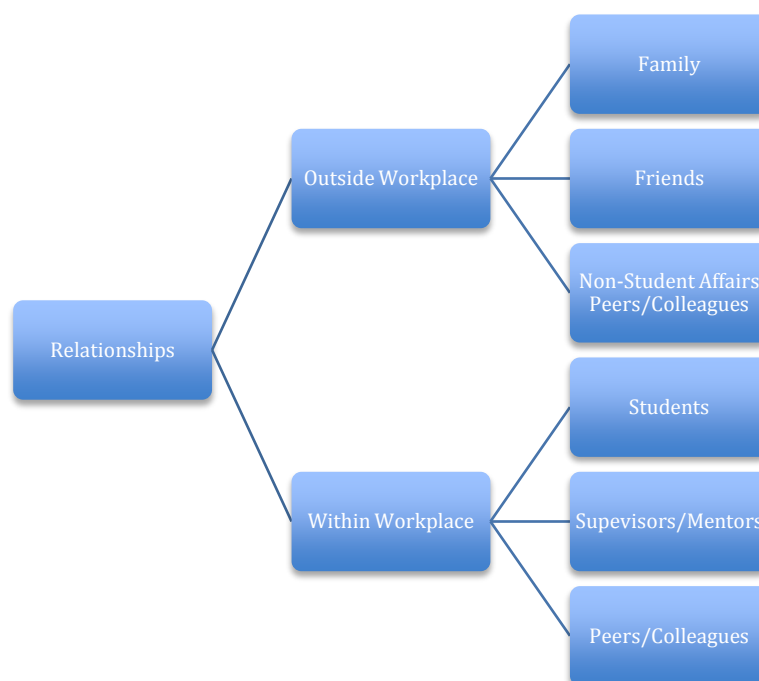 Family
Outside Workplace
Friends
Non-Student Affairs
Peers/Colleagues
Relationships
Students
Within Workplace
Supevisors/Mentors
Peers/Colleagues